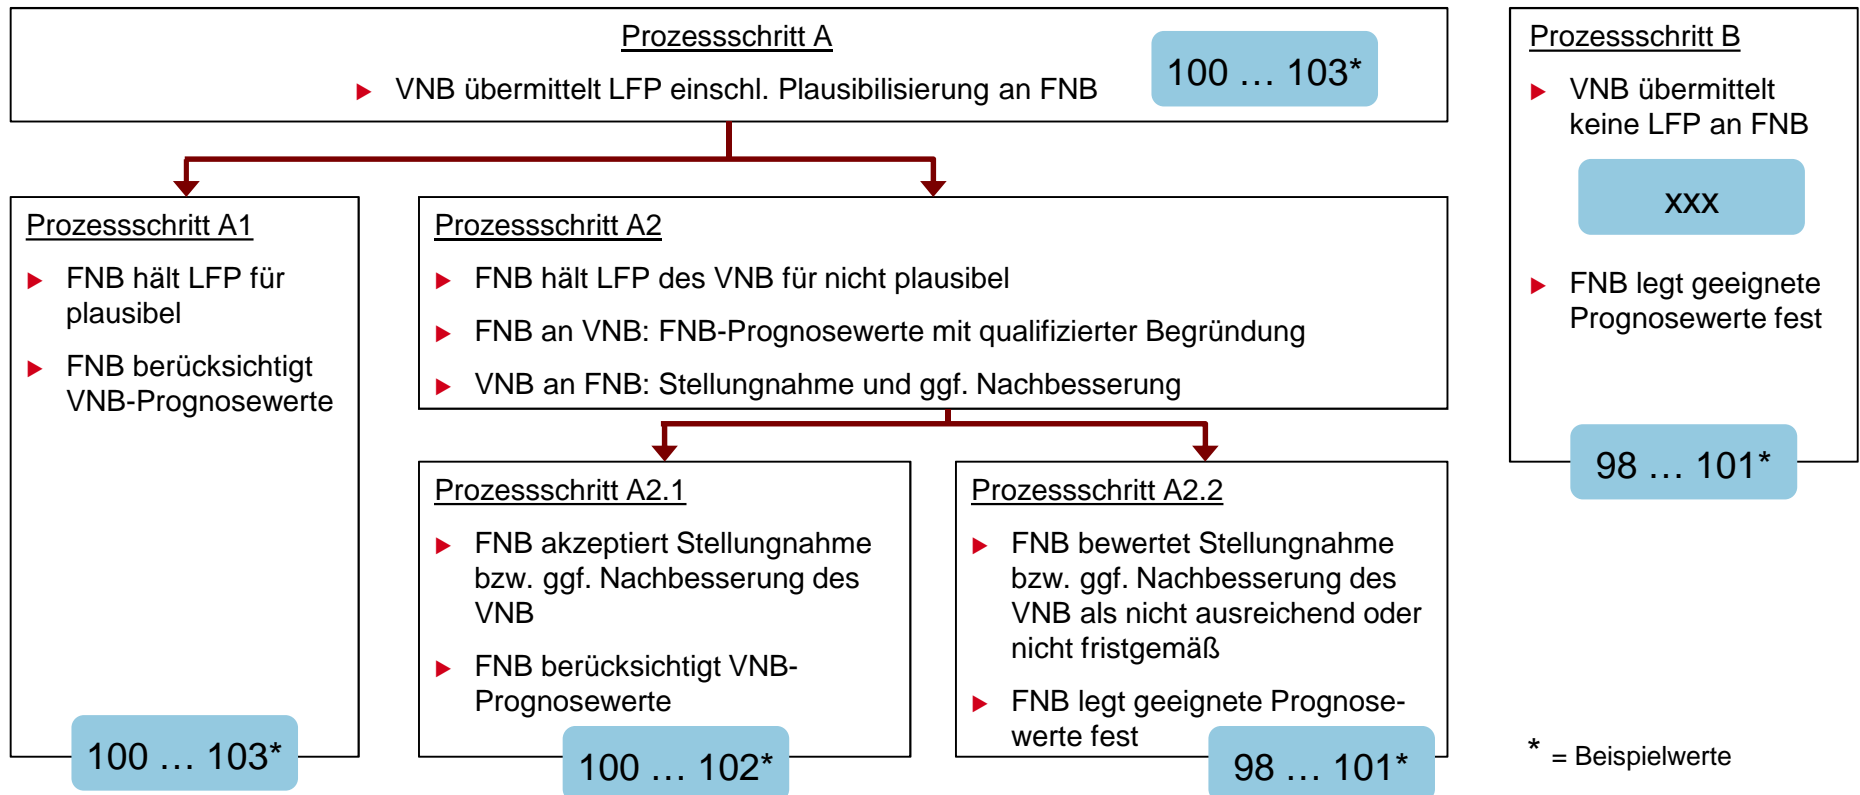 Prozessschritt A
VNB übermittelt LFP einschl. Plausibilisierung an FNB
100 … 103*
Prozessschritt B
VNB übermittelt
keine LFP an FNB
xxx
FNB legt geeignete
Prognosewerte fest
98 … 101*
Prozessschritt A1
FNB hält LFP für
plausibel
FNB berücksichtigt
VNB-Prognosewerte
100 … 103*
Prozessschritt A2
FNB hält LFP des VNB für nicht plausibel
FNB an VNB: FNB-Prognosewerte mit qualifizierter Begründung
VNB an FNB: Stellungnahme und ggf. Nachbesserung
Prozessschritt A2.1
FNB akzeptiert Stellungnahme
bzw. ggf. Nachbesserung des
VNB
FNB berücksichtigt VNB-
Prognosewerte
100 … 102*
Prozessschritt A2.2
FNB bewertet Stellungnahme
bzw. ggf. Nachbesserung des
VNB als nicht ausreichend oder
nicht fristgemäß
FNB legt geeignete Prognose-
werte fest
98 … 101*
* = Beispielwerte